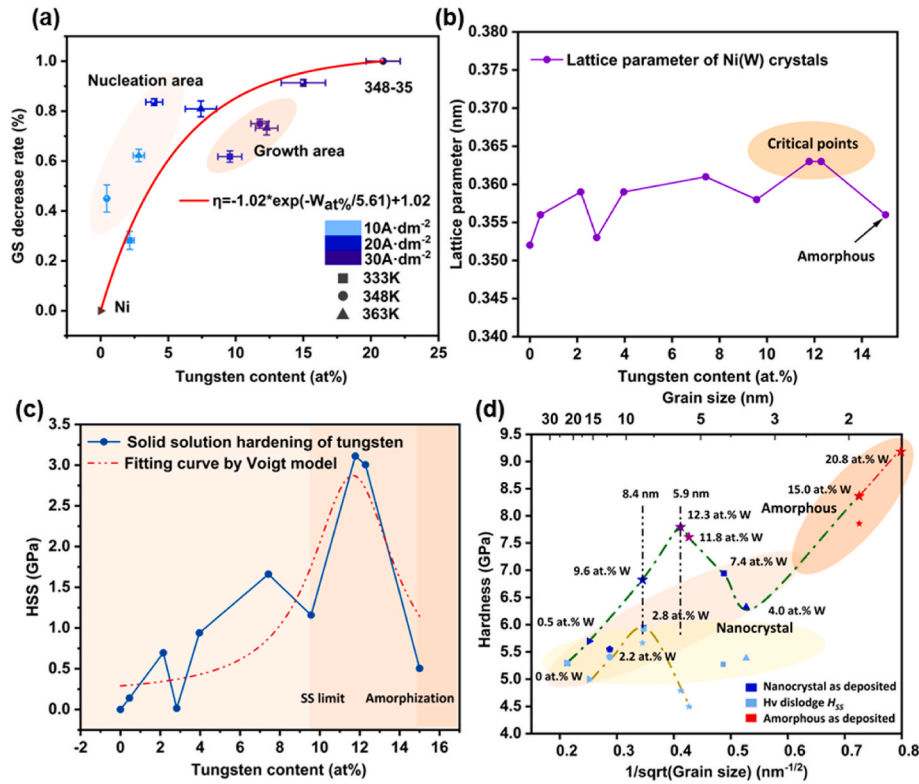 (a)
GS decrease rate (%)
1.0
0.8
0.6
0.4
0.2
0.0
Nucleation area
348-35
Growth area
η=-1.02*exp(-Wat%/5.61)+1.02
10A·dm-2
20A·dm-2
30A·dm-2
333K
348K
363K
Ni
0 5 10 15 20 25
Tungsten content (at%)
(b)
Lattice parameter (nm)
0.380
0.375
0.370
0.365
0.360
0.355
0.350
0.345
0.340
Lattice parameter of Ni(W) crystals
Critical points
Amorphous
0 2 4 6 8 10 12 14
Tungsten content (at.%)
(c)
HSS (GPa)
3.5
3.0
2.5
2.0
1.5
1.0
0.5
0.0
Solid solution hardening of tungsten
Fitting curve by Voigt model
SS limit
Amorphization
0 2 4 6 8 10 12 14 16
Tungsten content (at%)
(d)
Grain size (nm)
30 20 15 10 5 3 2
Hardness (GPa)
9.5
9.0
8.5
8.0
7.5
7.0
6.5
6.0
5.5
5.0
4.5
4.0
20.8 at.% W
15.0 at.% W
Amorphous
8.4 nm
5.9 nm
12.3 at.% W
11.8 at.% W
9.6 at.% W
7.4 at.% W
0.5 at.% W
2.8 at.% W
4.0 at.% W
Nanocrystal
2.2 at.% W
0 at.% W
Nanocrystal as deposited
Hv dislodge HSS
Amorphous as deposited
0.2 0.3 0.4 0.5 0.6 0.7 0.8
1/sqrt(Grain size) (nm-1/2)